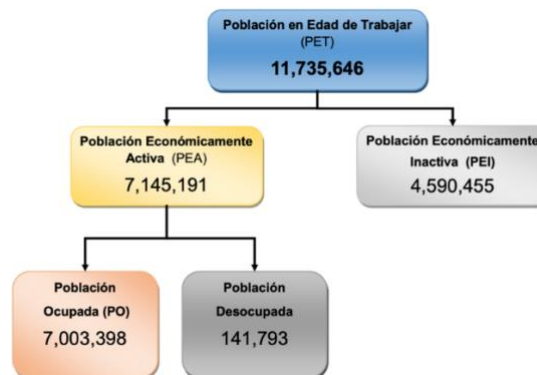 Población en Edad de Trabajar
(PET)
11,735,646
Población Económicamente
Activa (PEA)
7,145,191
Población Económicamente
Inactiva (PEI)
4,590,455
Población
Ocupada (PO)
7,003,398
Población
Desocupada
141,793